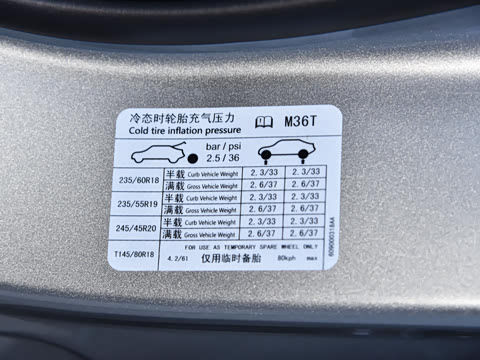 冷态时轮胎充气压力 M36T
Cold tire inflation pressure
bar / psi
2.5 / 36
235/60R18 半载 Curb Vehicle Weight 2.3/33 2.3/33
满载 Gross Vehicle Weight 2.6/37 2.6/37
235/55R19 半载 Curb Vehicle Weight 2.3/33 2.3/33
满载 Gross Vehicle Weight 2.6/37 2.6/37
245/45R20 半载 Curb Vehicle Weight 2.3/33 2.3/33
满载 Gross Vehicle Weight 2.6/37 2.6/37
FOR USE AS TEMPORARY SPARE WHEEL ONLY
T145/80R18 4.2/61 仅用临时备胎 80kph max
609000318AA